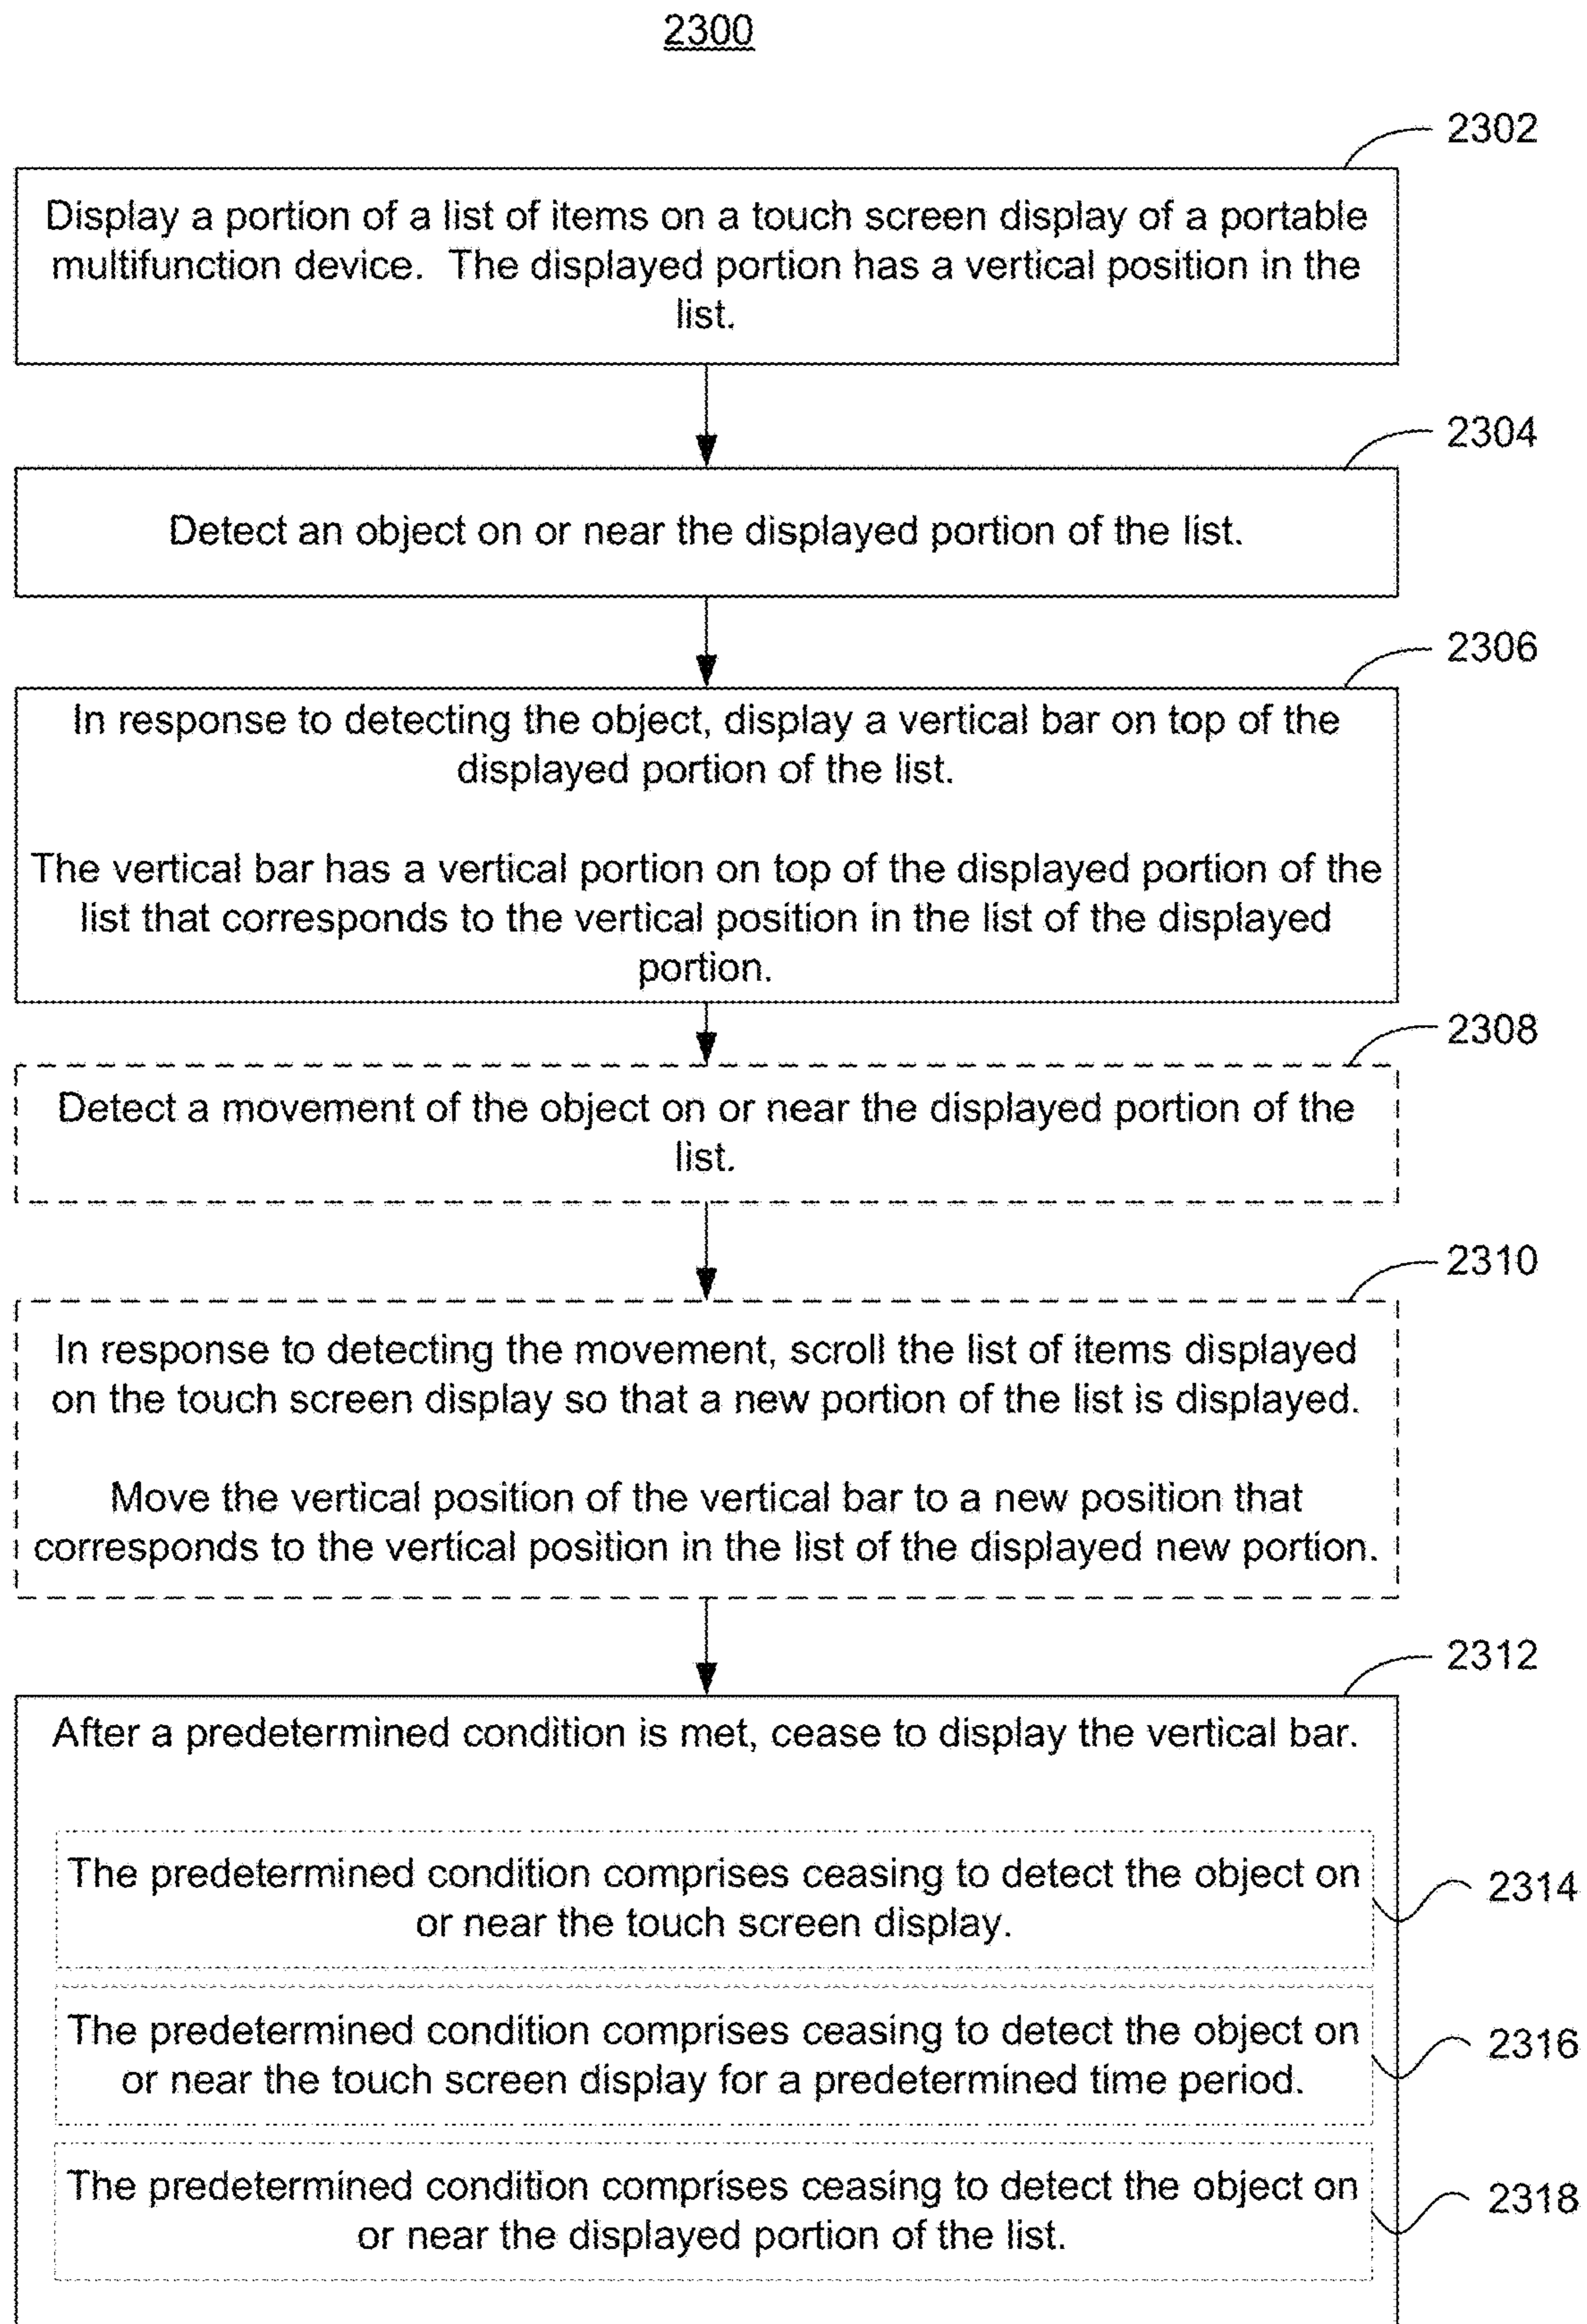 2300
2302
Display a portion of a list of items on a touch screen display of a portable
multifunction device. The displayed portion has a vertical position in the
list.
2304
Detect an object on or near the displayed portion of the list.
2306
In response to detecting the object, display a vertical bar on top of the
displayed portion of the list.
The vertical bar has a vertical portion on top of the displayed portion of the
list that corresponds to the vertical position in the list of the displayed
portion.
2308
Detect a movement of the object on or near the displayed portion of the
list.
2310
In response to detecting the movement, scroll the list of items displayed
on the touch screen display so that a new portion of the list is displayed.
Move the vertical position of the vertical bar to a new position that
corresponds to the vertical position in the list of the displayed new portion.
2312
After a predetermined condition is met, cease to display the vertical bar.
The predetermined condition comprises ceasing to detect the object on
or near the touch screen display.
2314
The predetermined condition comprises ceasing to detect the object on
or near the touch screen display for a predetermined time period.
2316
The predetermined condition comprises ceasing to detect the object on
or near the displayed portion of the list.
2318